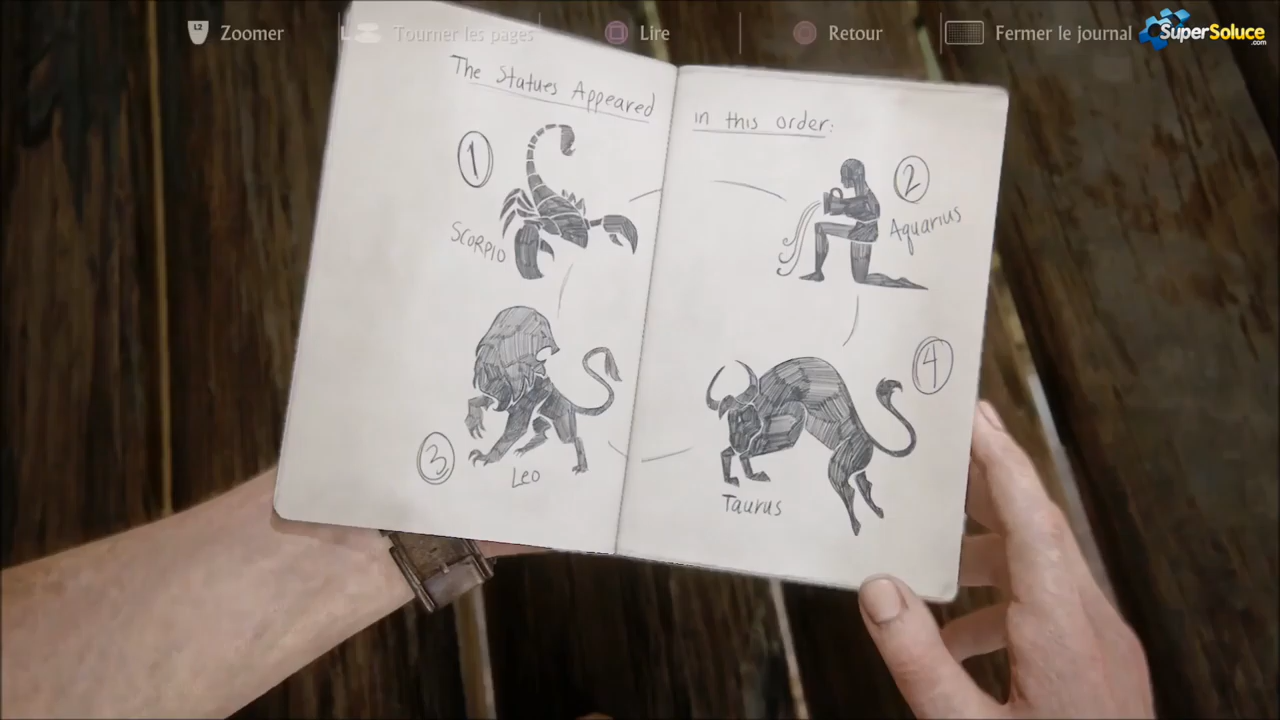 L2 Zoomer
L Tourner les pages
Lire
Retour
Fermer le journal
SuperSoluce
.com
The Statues Appeared
in this order:
1
SCORPIO
2
Aquarius
3
Leo
4
Taurus